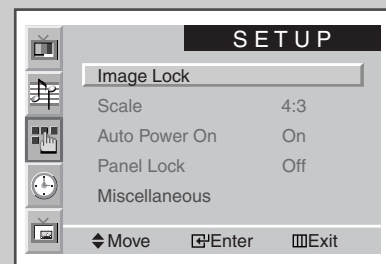 SETUP
Image Lock
Scale 4:3
Auto Power On On
Panel Lock Off
Miscellaneous
Move Enter Exit